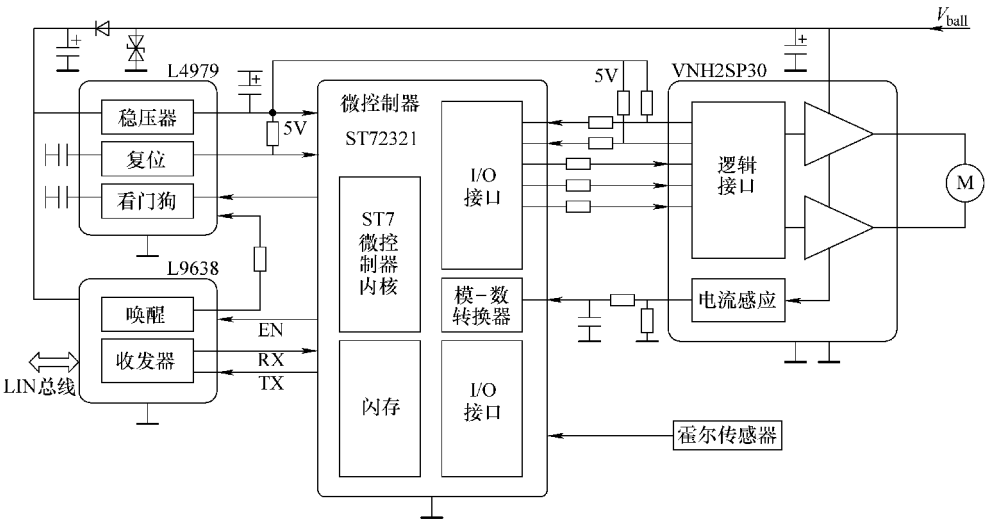 Vball
L4979
稳压器
5V
复位
看门狗
L9638
唤醒
EN
收发器
RX
TX
LIN总线
微控制器
ST72321
ST7
微控
制器
内核
闪存
I/O
接口
模-数
转换器
I/O
接口
5V
VNH2SP30
逻辑
接口
电流感应
M
霍尔传感器